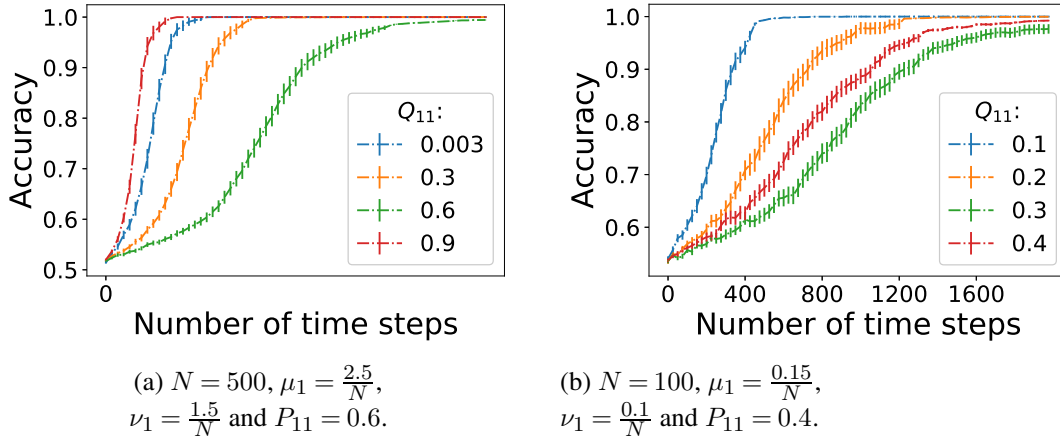 1.0
0.9
0.8
0.7
0.6
0.5
Accuracy
Q₁₁:
0.003
0.3
0.6
0.9
0
Number of time steps
(a) N = 500, μ₁ = 2.5/N,
ν₁ = 1.5/N and P₁₁ = 0.6.
1.0
0.9
0.8
0.7
0.6
Accuracy
Q₁₁:
0.1
0.2
0.3
0.4
0 400 800 1200 1600
Number of time steps
(b) N = 100, μ₁ = 0.15/N,
ν₁ = 0.1/N and P₁₁ = 0.4.